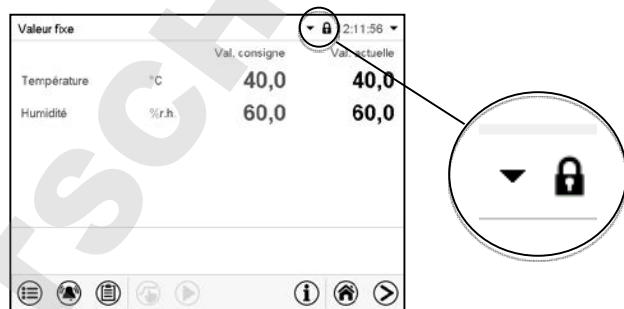 Valeur fixe 2:11:56
Val. consigne Val. actuelle
Température °C 40,0 40,0
Humidité %r.h. 60,0 60,0